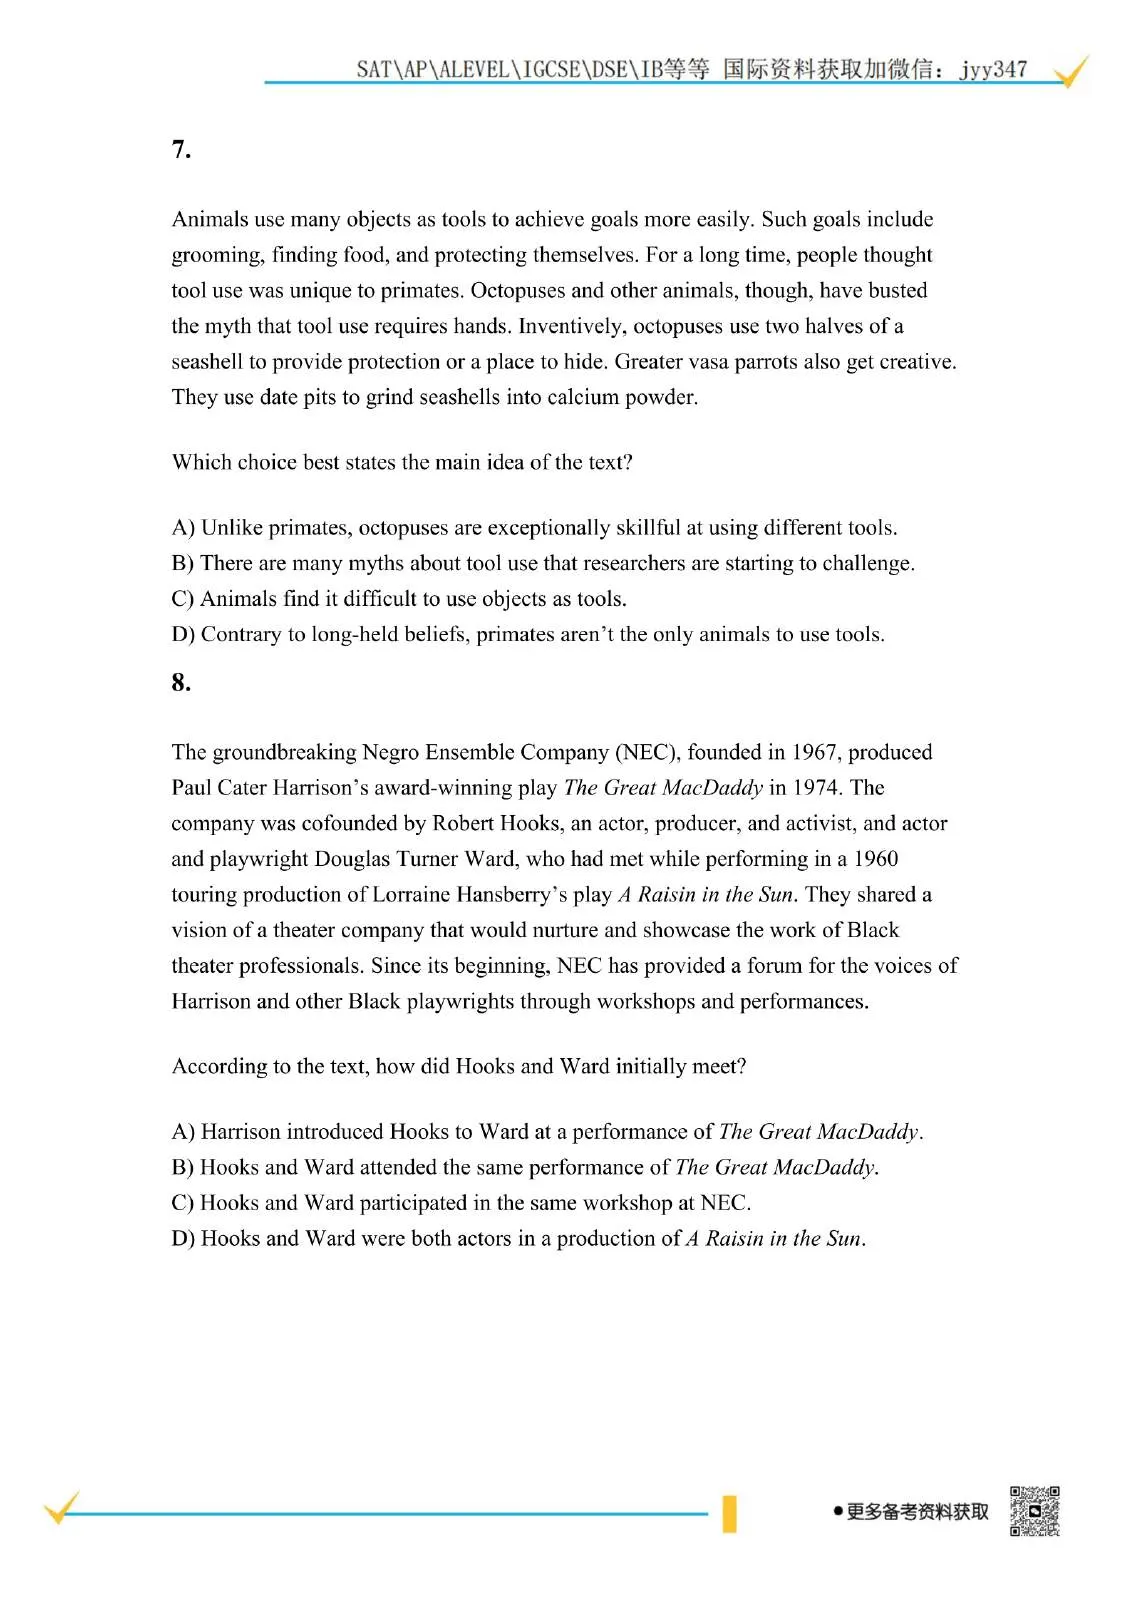 SAT\AP\ALEVEL\IGCSE\DSE\IB等等 国际资料获取加微信：jyy347
7.
Animals use many objects as tools to achieve goals more easily. Such goals include
grooming, finding food, and protecting themselves. For a long time, people thought
tool use was unique to primates. Octopuses and other animals, though, have busted
the myth that tool use requires hands. Inventively, octopuses use two halves of a
seashell to provide protection or a place to hide. Greater vasa parrots also get creative.
They use date pits to grind seashells into calcium powder.
Which choice best states the main idea of the text?
A) Unlike primates, octopuses are exceptionally skillful at using different tools.
B) There are many myths about tool use that researchers are starting to challenge.
C) Animals find it difficult to use objects as tools.
D) Contrary to long-held beliefs, primates aren’t the only animals to use tools.
8.
The groundbreaking Negro Ensemble Company (NEC), founded in 1967, produced
Paul Cater Harrison’s award-winning play The Great MacDaddy in 1974. The
company was cofounded by Robert Hooks, an actor, producer, and activist, and actor
and playwright Douglas Turner Ward, who had met while performing in a 1960
touring production of Lorraine Hansberry’s play A Raisin in the Sun. They shared a
vision of a theater company that would nurture and showcase the work of Black
theater professionals. Since its beginning, NEC has provided a forum for the voices of
Harrison and other Black playwrights through workshops and performances.
According to the text, how did Hooks and Ward initially meet?
A) Harrison introduced Hooks to Ward at a performance of The Great MacDaddy.
B) Hooks and Ward attended the same performance of The Great MacDaddy.
C) Hooks and Ward participated in the same workshop at NEC.
D) Hooks and Ward were both actors in a production of A Raisin in the Sun.
●更多备考资料获取